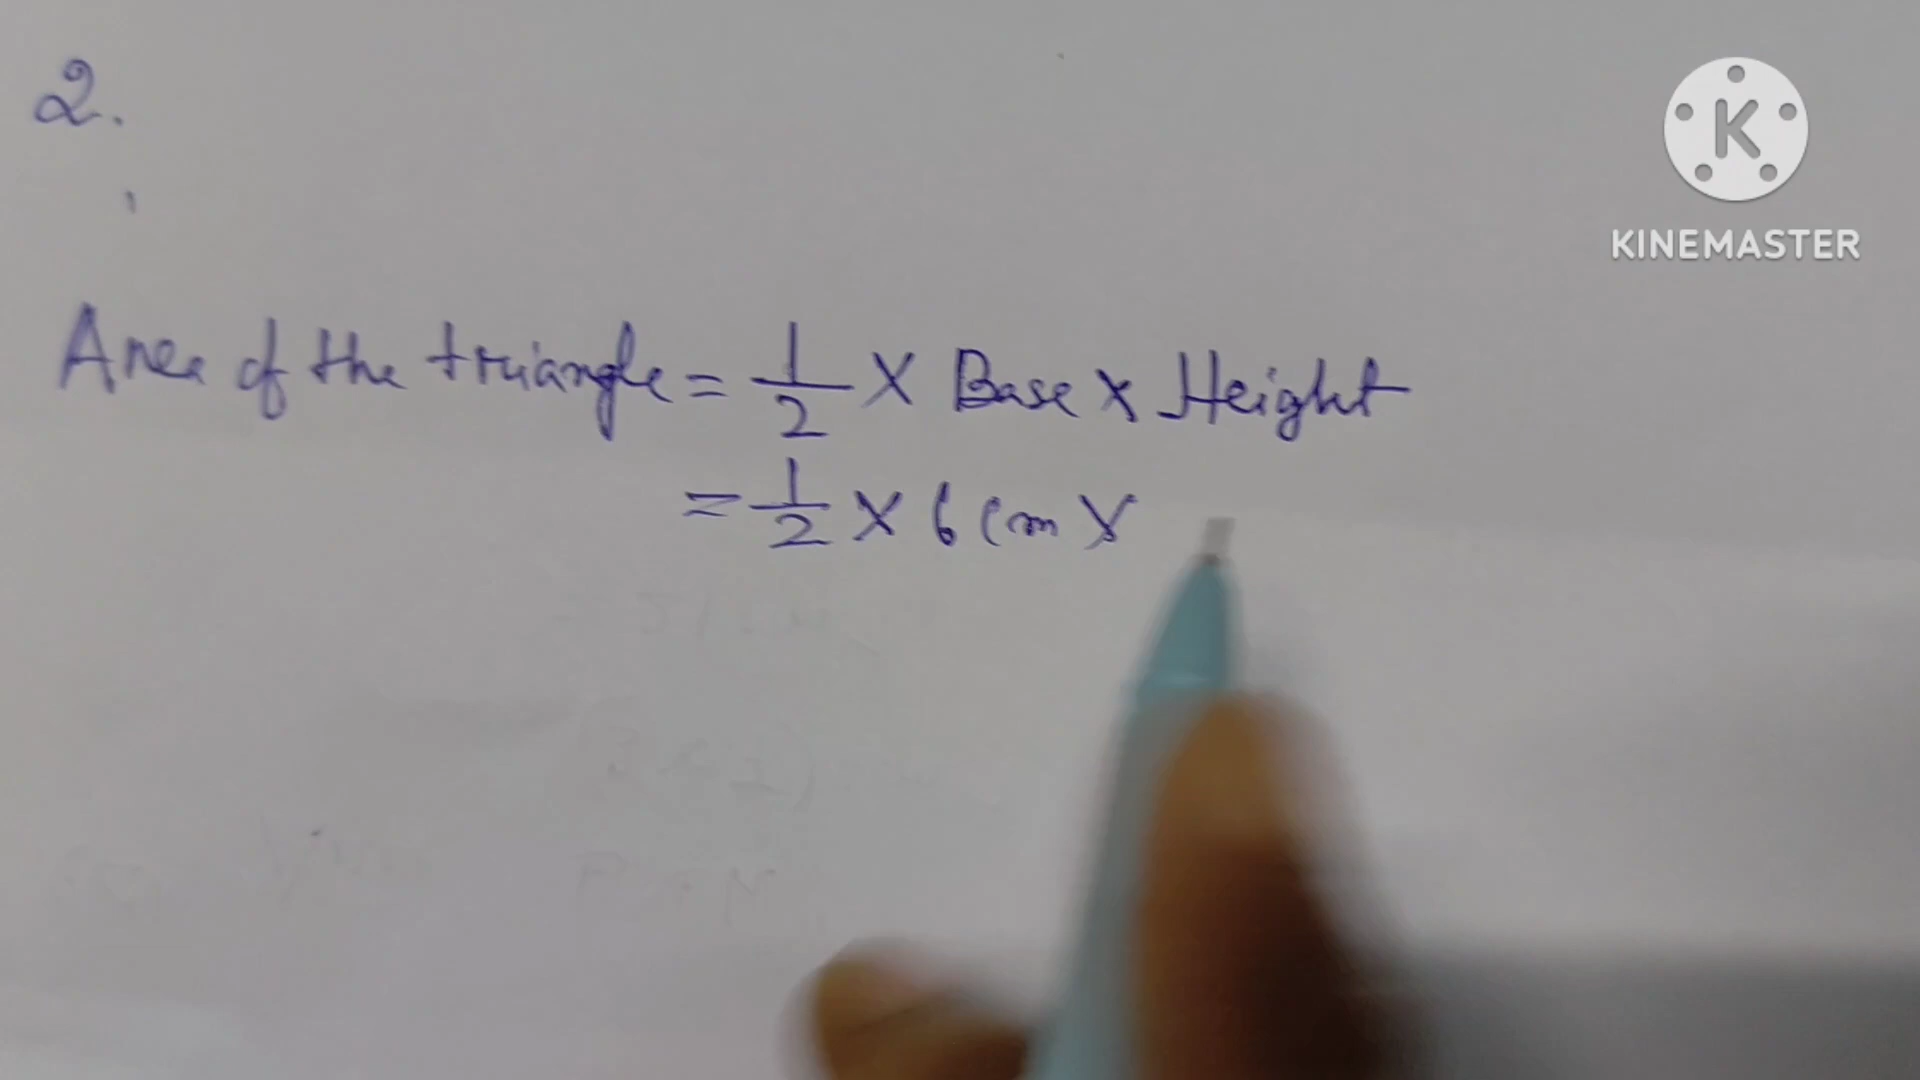 2.
K
KINEMASTER
Area of the triangle = 1/2 X Base x Height
= 1/2 X 6 cm X